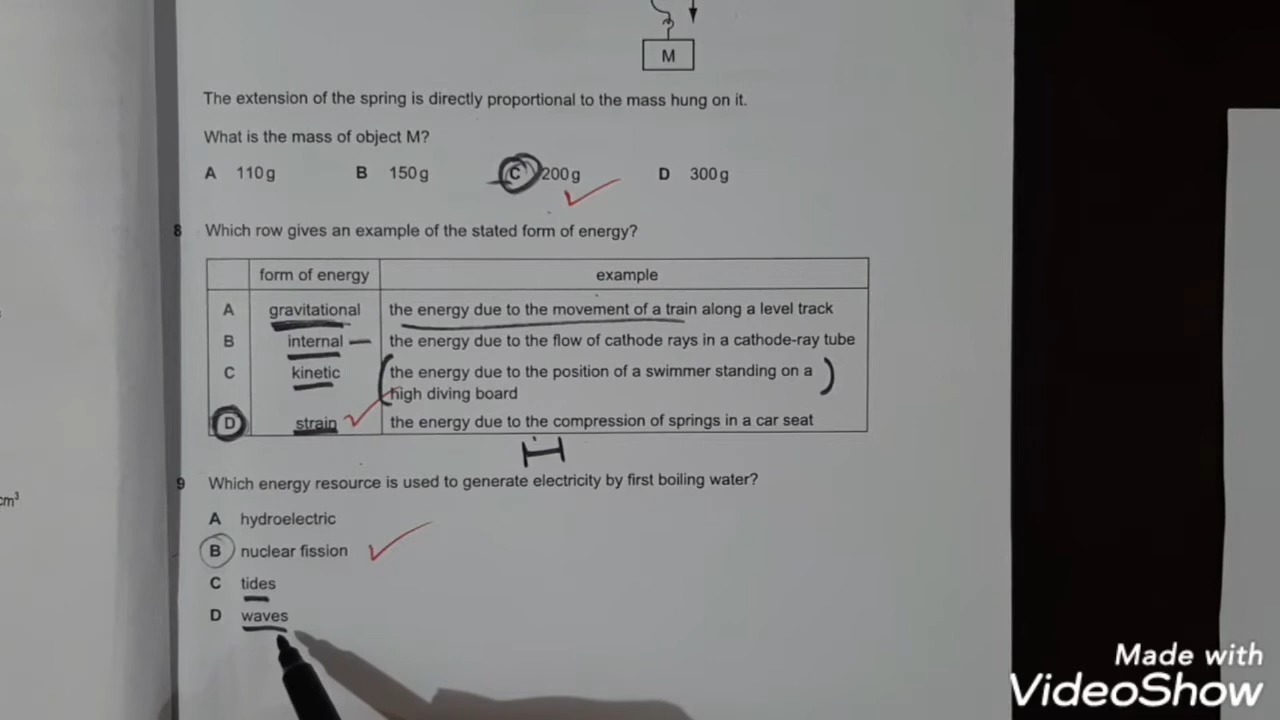 M
The extension of the spring is directly proportional to the mass hung on it.
What is the mass of object M?
A 110 g B 150 g C 200 g D 300 g
8 Which row gives an example of the stated form of energy?
form of energy example
A gravitational the energy due to the movement of a train along a level track
B internal the energy due to the flow of cathode rays in a cathode-ray tube
C kinetic the energy due to the position of a swimmer standing on a
high diving board
D strain the energy due to the compression of springs in a car seat
9 Which energy resource is used to generate electricity by first boiling water?
cm³
A hydroelectric
B nuclear fission
C tides
D waves
Made with
VideoShow